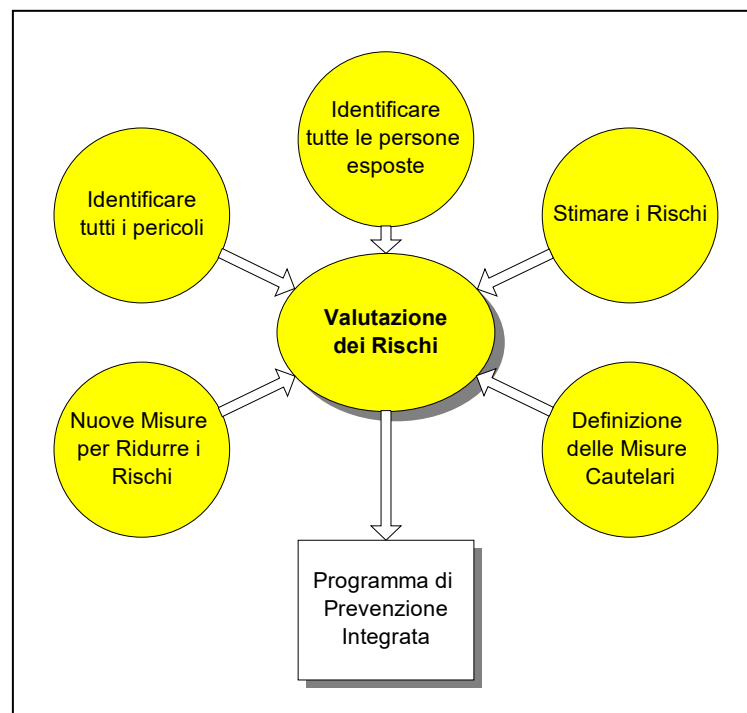 Identificare
tutte le persone
esposte
Identificare
tutti i pericoli
Stimare i Rischi
Valutazione
dei Rischi
Nuove Misure
per Ridurre i
Rischi
Definizione
delle Misure
Cautelari
Programma di
Prevenzione
Integrata